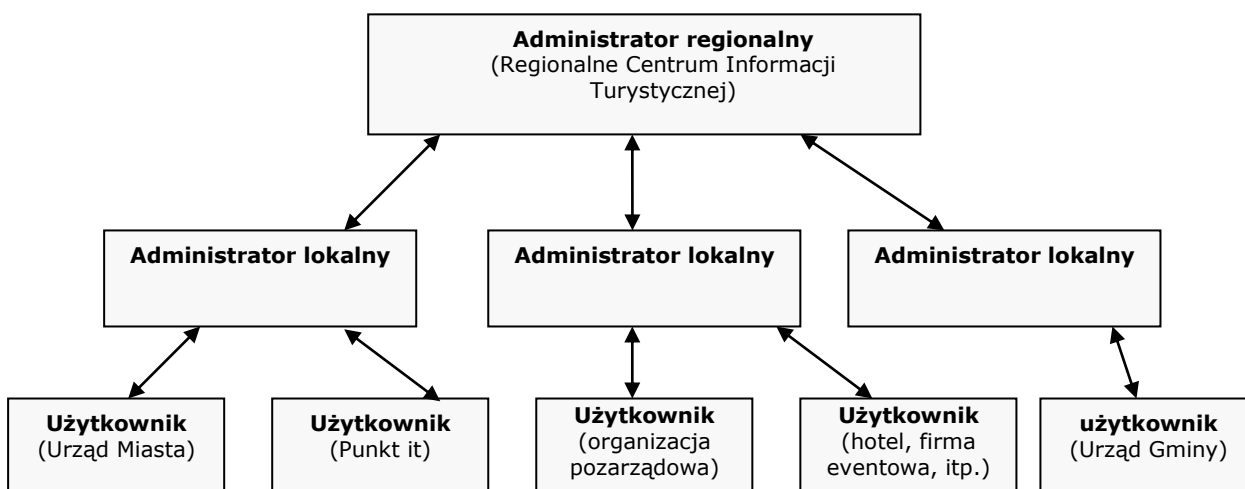 Administrator regionalny
(Regionalne Centrum Informacji
Turystycznej)
Administrator lokalny
Administrator lokalny
Administrator lokalny
Użytkownik
(Urząd Miasta)
Użytkownik
(Punkt it)
Użytkownik
(organizacja
pozarządowa)
Użytkownik
(hotel, firma
eventowa, itp.)
użytkownik
(Urząd Gminy)